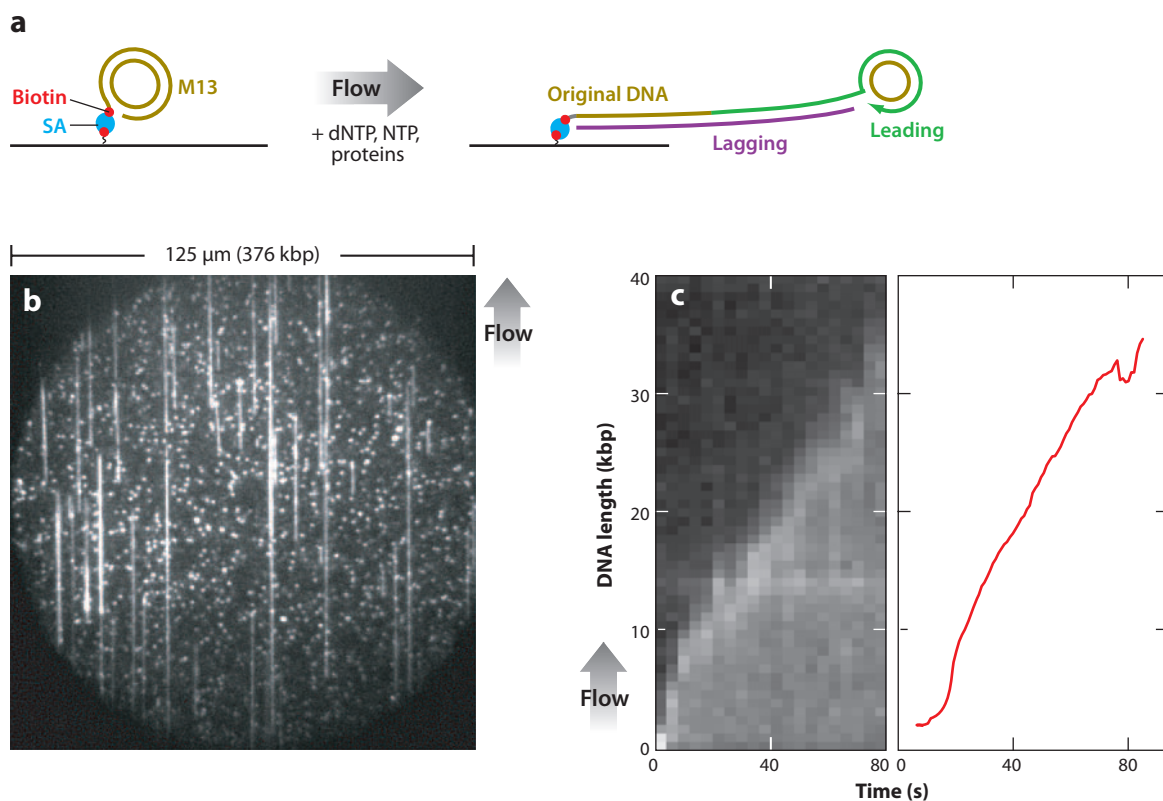 a
Biotin
SA
M13
Flow
+ dNTP, NTP,
proteins
Original DNA
Lagging
Leading
125 µm (376 kbp)
b
Flow
c
DNA length (kbp)
40
30
20
10
0
Flow
0
40
80
0
40
80
Time (s)